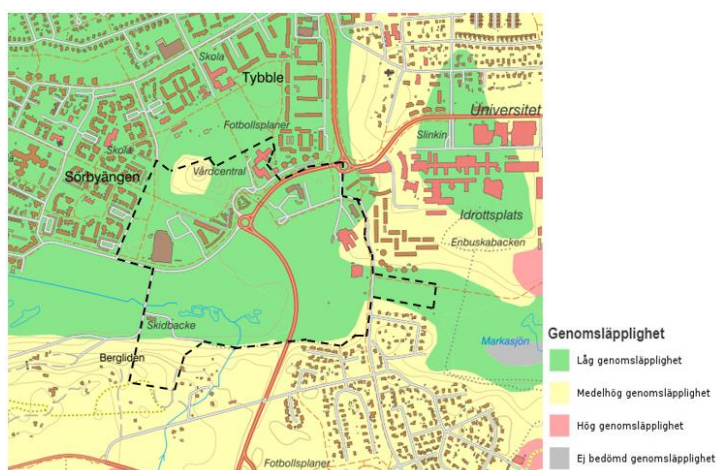 Skola
Tybble
Universitet
Fotbollsplaner
Slinkin
Skola
Vårdcentral
Sörbyängen
Idrottsplats
Enbuskabacken
Skidbacke
Markasjön
Bergliden
Fotbollsplaner
Genomsläpplighet
Låg genomsläpplighet
Medelhög genomsläpplighet
Hög genomsläpplighet
Ej bedömd genomsläpplighet